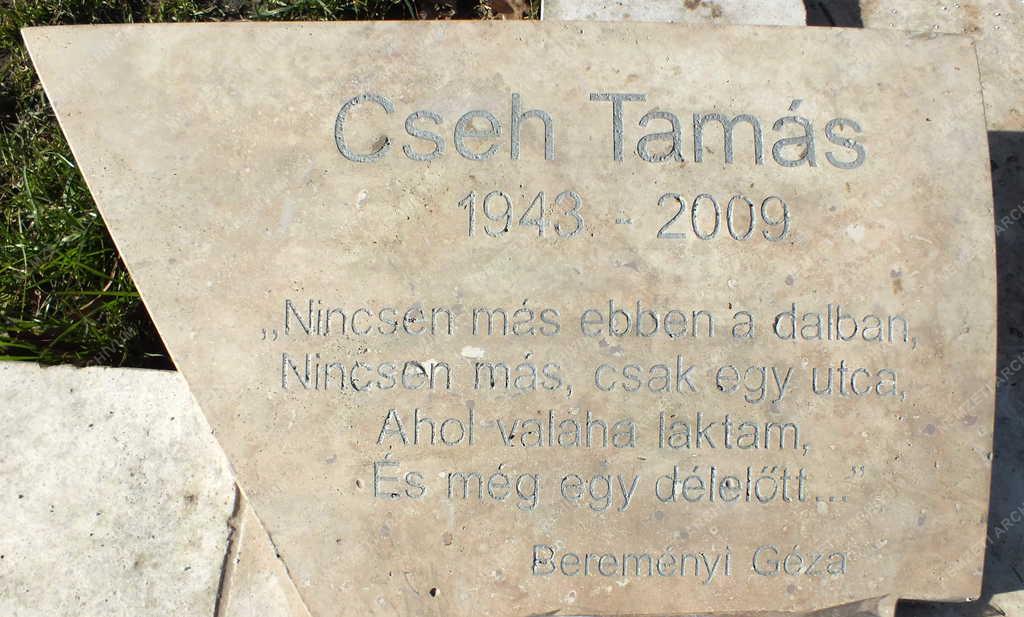 Cseh Tamás
1943 - 2009
„Nincsen más ebben a dalban,
Nincsen más, csak egy utca,
Ahol valaha laktam,
És még egy délelőtt..."
Bereményi Géza